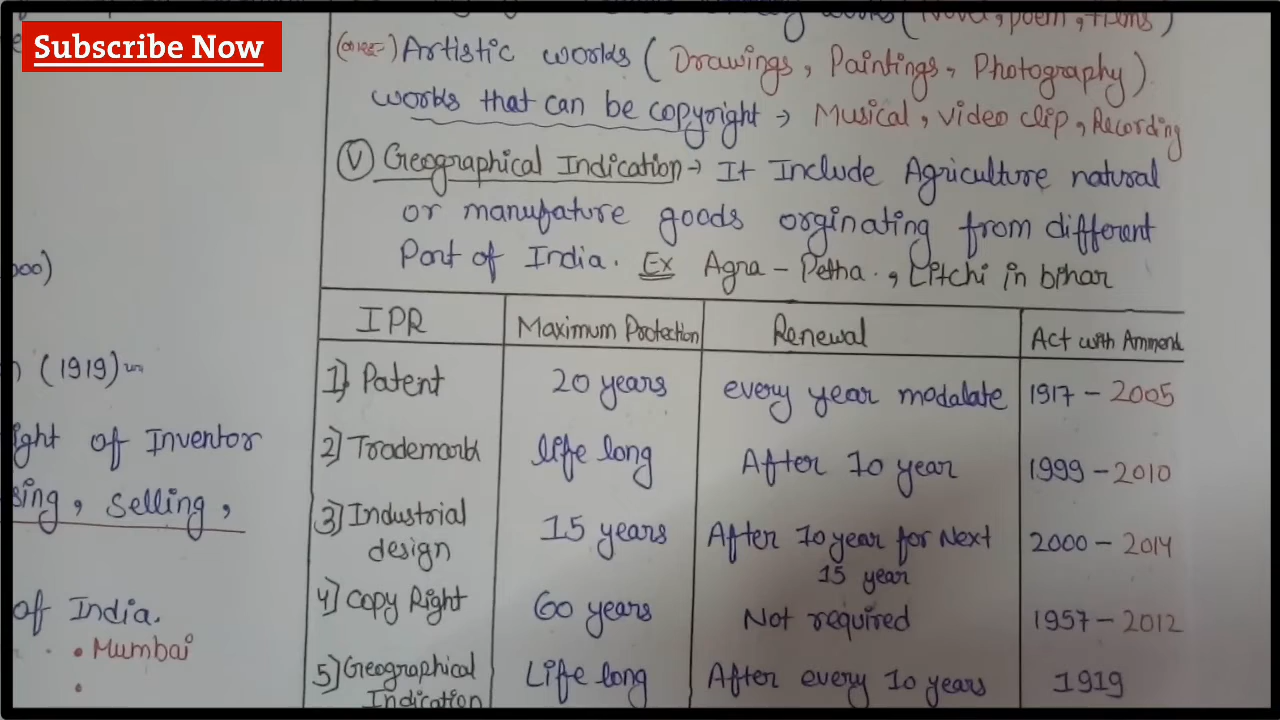 Subscribe Now
works (Novel, poem, films)
Artistic works ( Drawings, Paintings, Photography).
works that can be copyright → Musical, video clip, Recording
(V) Geographical Indication → It Include Agriculture natural
or manufature goods orginating from different
Part of India. Ex Agra - Petha., Litchi in bihar
IPR Maximum Protection Renewal Act with Ammend
1) Patent 20 years every year modalate 1917 - 2005
2) Trademark life long After 10 year 1999 - 2010
3) Industrial design 15 years After 10 year for Next 15 year 2000 - 2014
4) Copy Right 60 years Not required 1957 - 2012
5) Geographical Indication Life long After every 10 years 1919
000)
(1919)
ight of Inventor
sing, selling,
of India.
• Mumbai